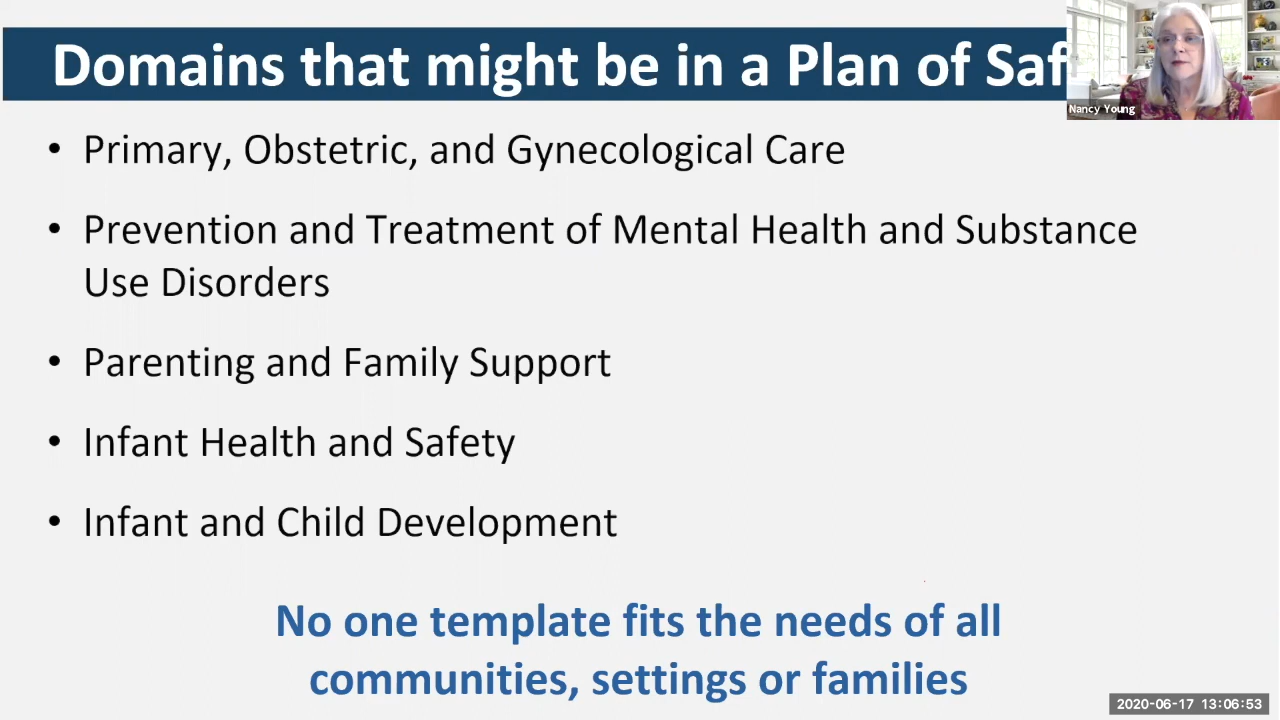 Domains that might be in a Plan of Saf
Nancy Young
• Primary, Obstetric, and Gynecological Care
• Prevention and Treatment of Mental Health and Substance
Use Disorders
• Parenting and Family Support
• Infant Health and Safety
• Infant and Child Development
No one template fits the needs of all
communities, settings or families
2020-06-17 13:06:53